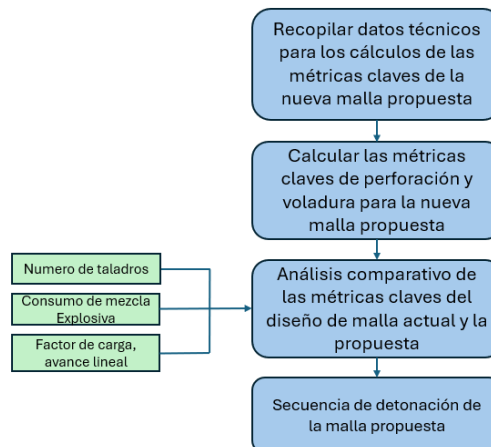 Recopilar datos técnicos
para los cálculos de las
métricas claves de la
nueva malla propuesta
Calcular las métricas
claves de perforación y
voladura para la nueva
malla propuesta
Numero de taladros
Consumo de mezcla
Explosiva
Factor de carga,
avance lineal
Análisis comparativo de
las métricas claves del
diseño de malla actual y la
propuesta
Secuencia de detonación de
la malla propuesta